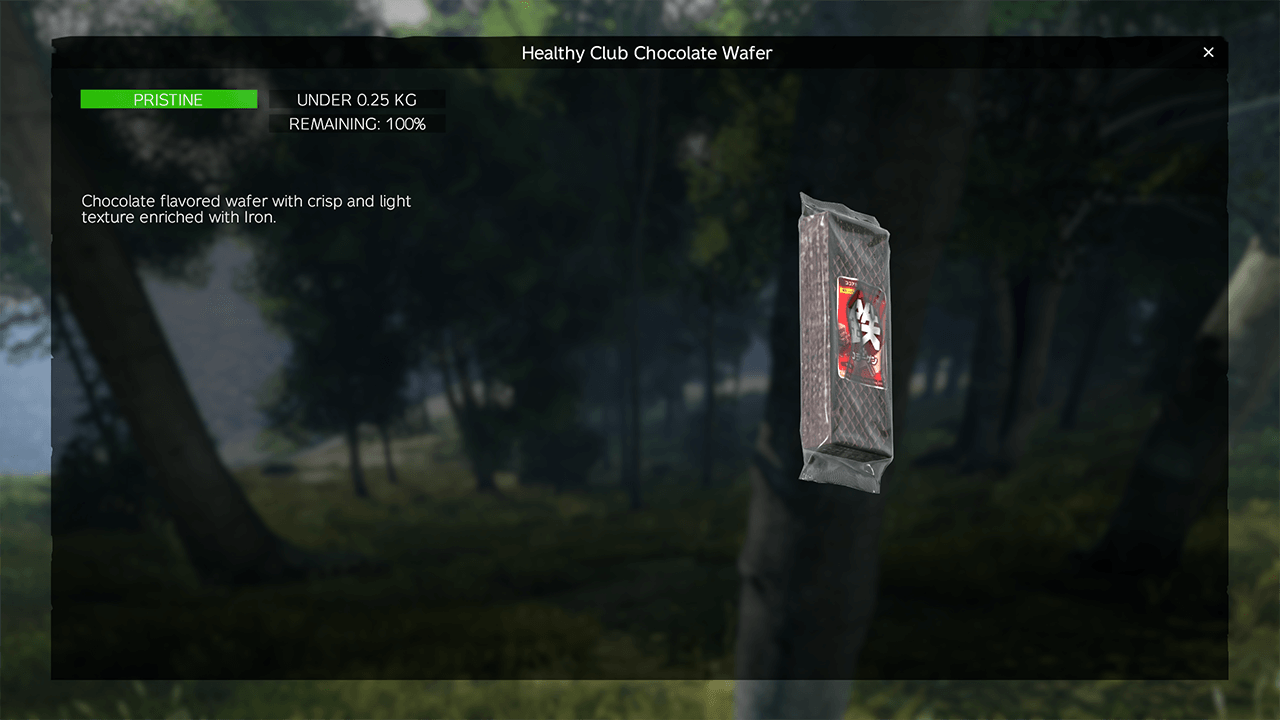 Healthy Club Chocolate Wafer
PRISTINE
UNDER 0.25 KG
REMAINING: 100%
Chocolate flavored wafer with crisp and light
texture enriched with Iron.
鉄